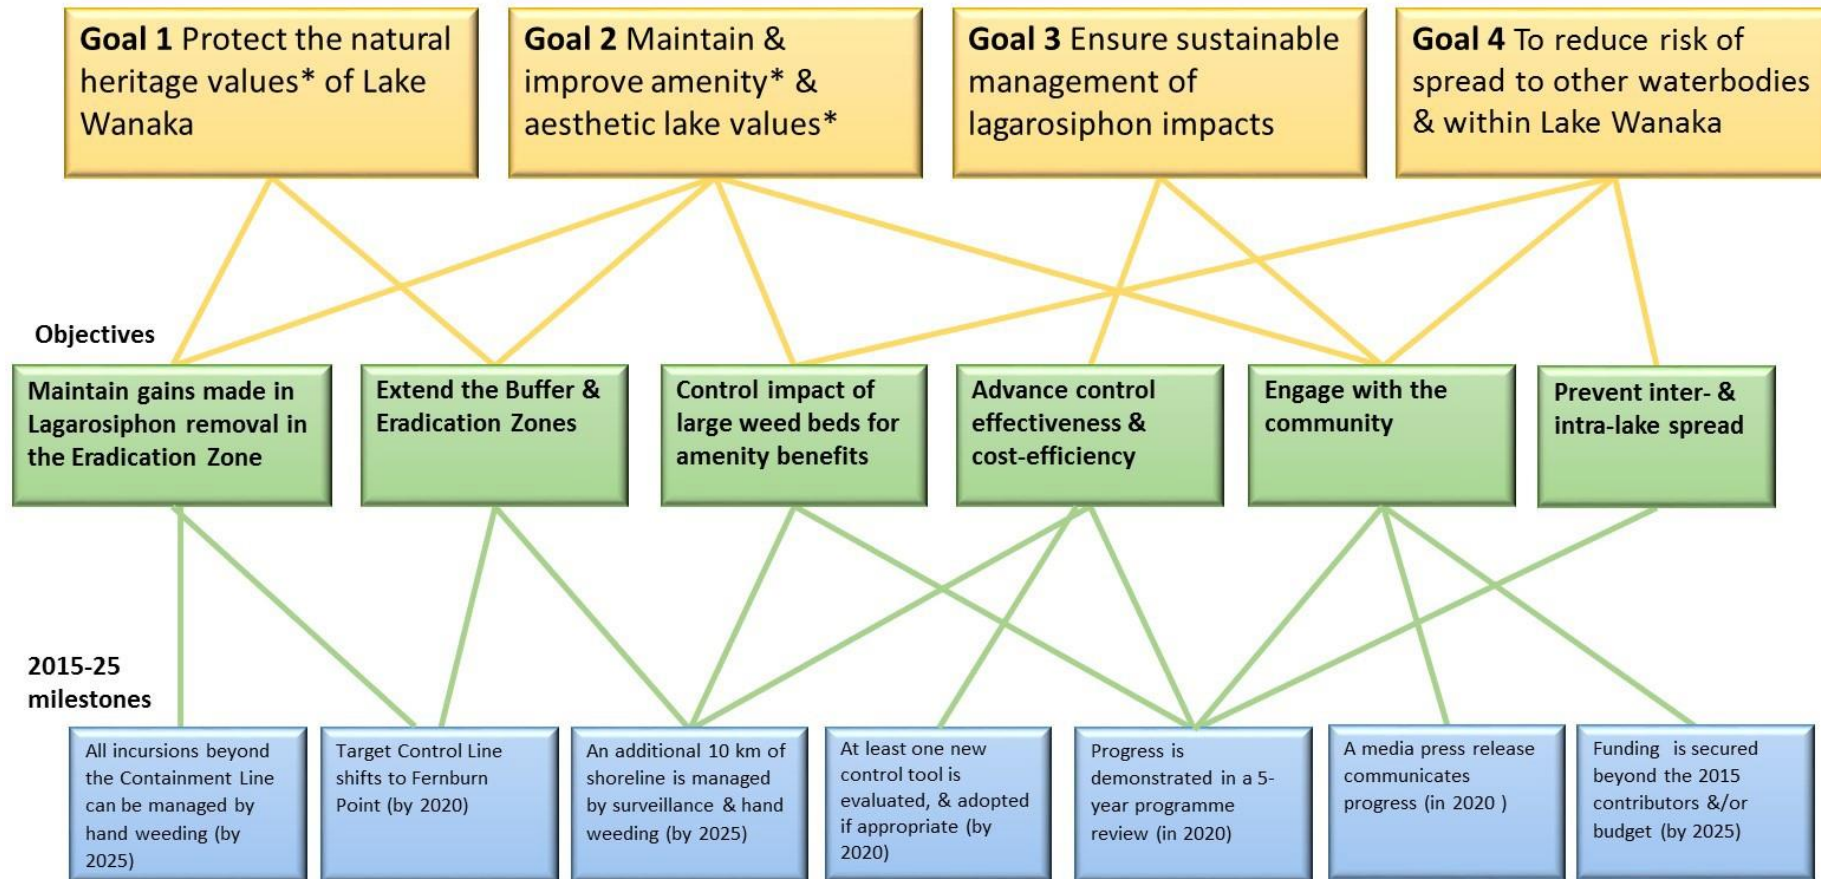 Goal 1 Protect the natural
heritage values* of Lake
Wanaka
Goal 2 Maintain &
improve amenity* &
aesthetic lake values*
Goal 3 Ensure sustainable
management of
lagarosiphon impacts
Goal 4 To reduce risk of
spread to other waterbodies
& within Lake Wanaka
Objectives
Maintain gains made in
Lagarosiphon removal in
the Eradication Zone
Extend the Buffer &
Eradication Zones
Control impact of
large weed beds for
amenity benefits
Advance control
effectiveness &
cost-efficiency
Engage with the
community
Prevent inter- &
intra-lake spread
2015-25
milestones
All incursions beyond
the Containment Line
can be managed by
hand weeding (by
2025)
Target Control Line
shifts to Fernburn
Point (by 2020)
An additional 10 km of
shoreline is managed
by surveillance & hand
weeding (by 2025)
At least one new
control tool is
evaluated, & adopted
if appropriate (by
2020)
Progress is
demonstrated in a 5-
year programme
review (in 2020)
A media press release
communicates
progress (in 2020 )
Funding is secured
beyond the 2015
contributors &/or
budget (by 2025)